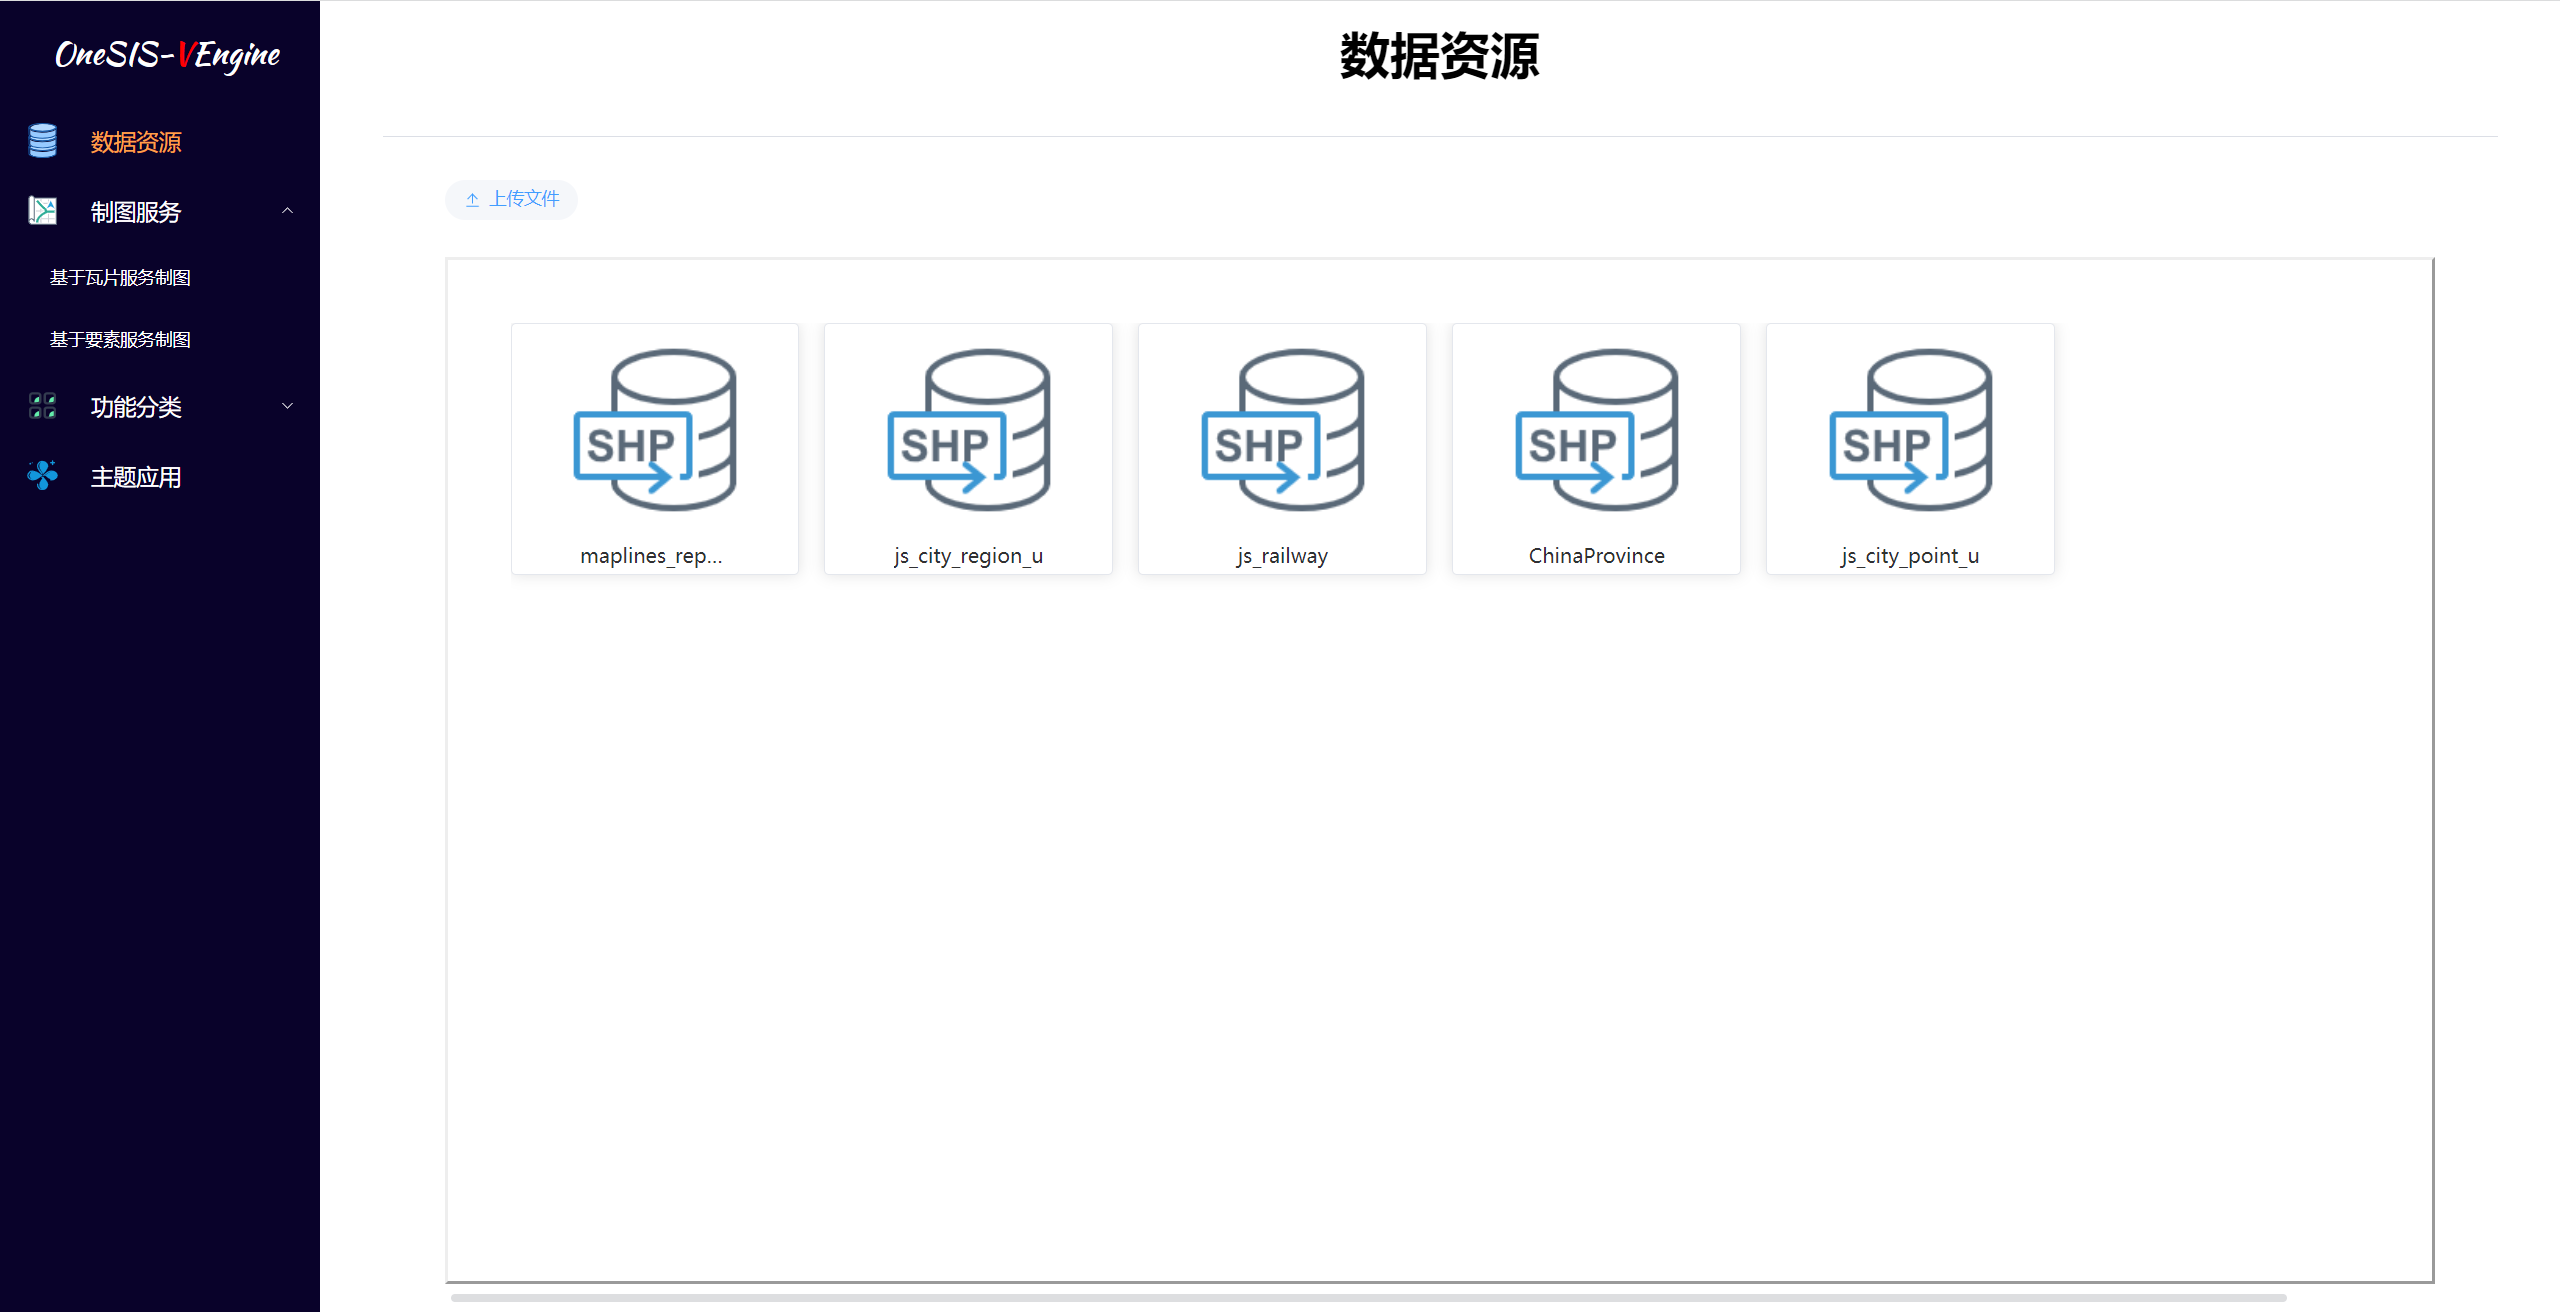 OneSIS-VEngine
数据资源
制图服务
基于瓦片服务制图
基于要素服务制图
功能分类
主题应用
数据资源
上传文件
SHP
maplines_rep...
SHP
js_city_region_u
SHP
js_railway
SHP
ChinaProvince
SHP
js_city_point_u